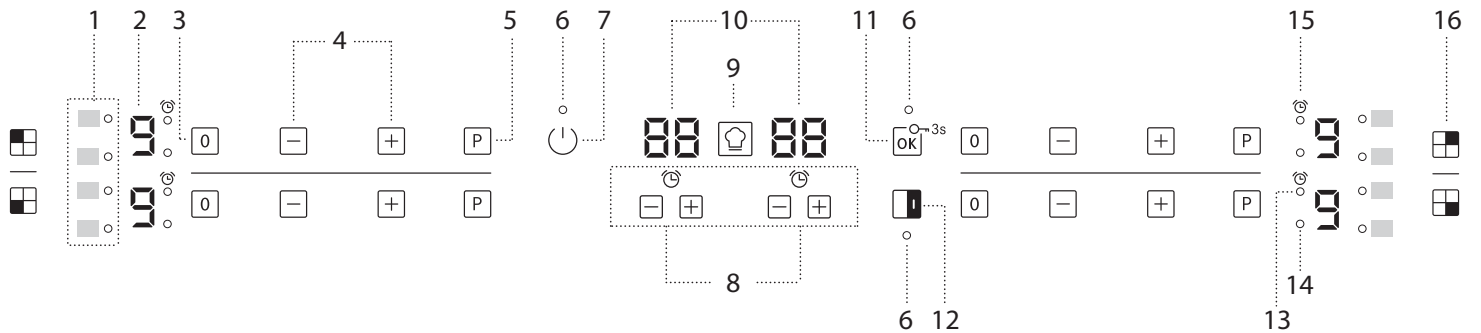 1 2 3 4 5 6 7 10 11 6 15 16
9
9 0 − + P 88 88 3s OK 0 − + P 9
9 0 − + P − + − + 0 − + P 9
8 6 12 13 14